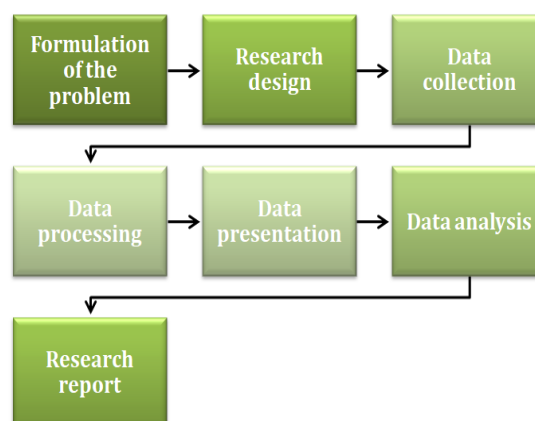 Formulation
of the
problem
Research
design
Data
collection
Data
processing
Data
presentation
Data analysis
Research
report